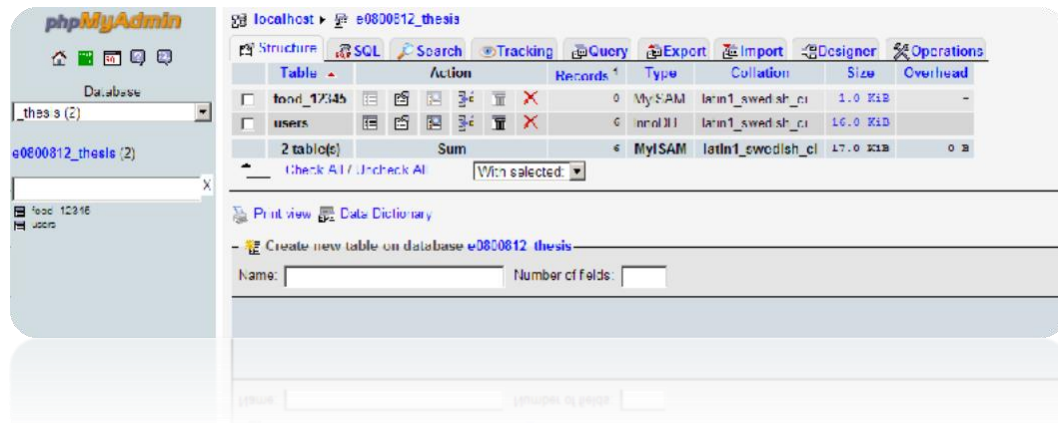 phpMyAdmin
Database
_thesis (2)
e0800812_thesis (2)
X
food_12345
users
localhost ▸ e0800812_thesis
Structure SQL Search Tracking Query Export Import Designer Operations
Table Action Records 1 Type Collation Size Overhead
food_12345 0 MyISAM latin1_swedish_ci 1.0 KiB -
users 6 InnoDB latin1_swedish_ci 16.0 KiB
2 table(s) Sum 6 MyISAM latin1_swedish_ci 17.0 KiB 0 B
Check All / Uncheck All With selected:
Print view Data Dictionary
Create new table on database e0800812_thesis
Name: Number of fields: